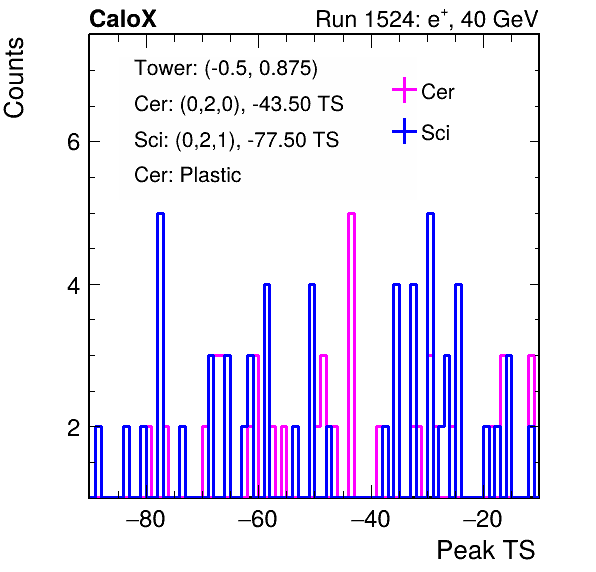 CaloX Run 1524: e⁺, 40 GeV
Tower: (-0.5, 0.875)
Cer: (0,2,0), -43.50 TS
Sci: (0,2,1), -77.50 TS
Cer: Plastic
Cer
Sci
Counts
6
4
2
−80 −60 −40 −20
Peak TS